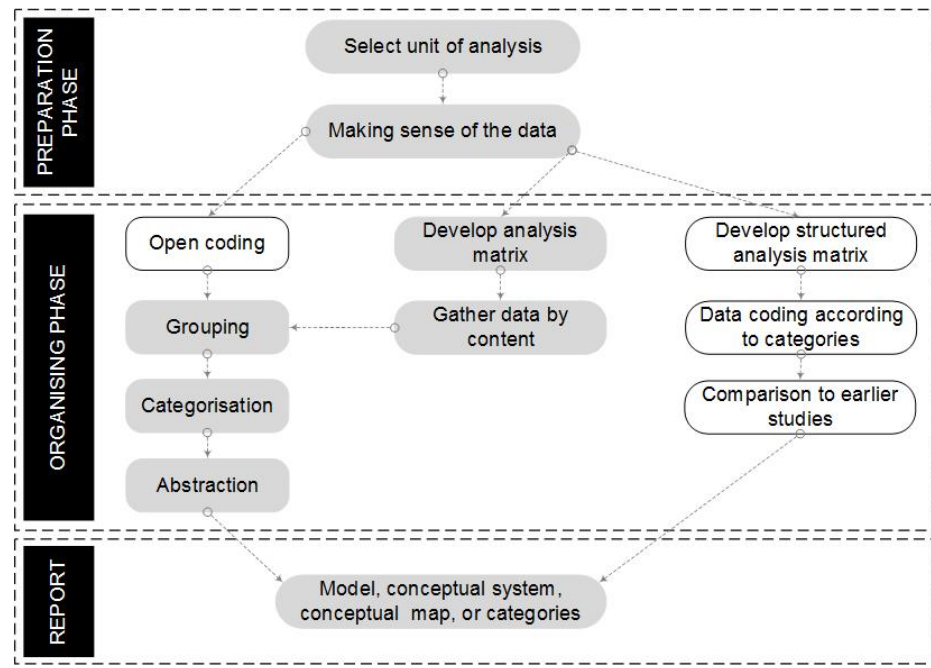 PREPARATION
PHASE
Select unit of analysis
Making sense of the data
ORGANISING PHASE
Open coding
Grouping
Categorisation
Abstraction
Develop analysis
matrix
Gather data by
content
Develop structured
analysis matrix
Data coding according
to categories
Comparison to earlier
studies
REPORT
Model, conceptual system,
conceptual map, or categories